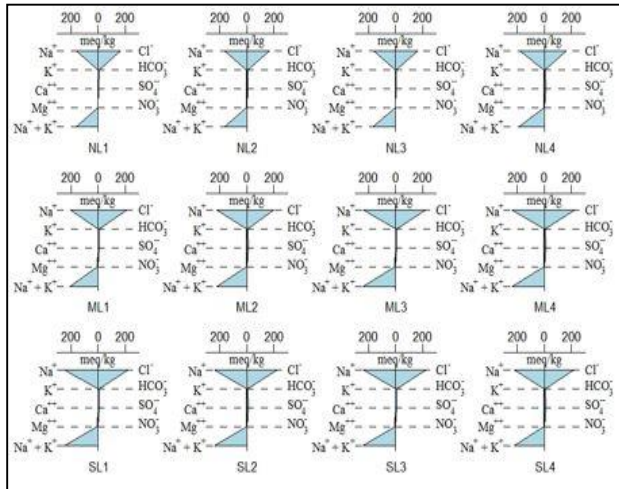 200 0 200 200 0 200 200 0 200 200 0 200
meq/kg meq/kg meq/kg meq/kg
Na⁺ Cl⁻ Na⁺ Cl⁻ Na⁺ Cl⁻ Na⁺ Cl⁻
K⁺ HCO₃⁻ K⁺ HCO₃⁻ K⁺ HCO₃⁻ K⁺ HCO₃⁻
Ca⁺⁺ SO₄⁻⁻ Ca⁺⁺ SO₄⁻⁻ Ca⁺⁺ SO₄⁻⁻ Ca⁺⁺ SO₄⁻⁻
Mg⁺⁺ NO₃⁻ Mg⁺⁺ NO₃⁻ Mg⁺⁺ NO₃⁻ Mg⁺⁺ NO₃⁻
Na⁺ + K⁺ Na⁺ + K⁺ Na⁺ + K⁺ Na⁺ + K⁺
NL1 NL2 NL3 NL4
200 0 200 200 0 200 200 0 200 200 0 200
meq/kg meq/kg meq/kg meq/kg
Na⁺ Cl⁻ Na⁺ Cl⁻ Na⁺ Cl⁻ Na⁺ Cl⁻
K⁺ HCO₃⁻ K⁺ HCO₃⁻ K⁺ HCO₃⁻ K⁺ HCO₃⁻
Ca⁺⁺ SO₄⁻⁻ Ca⁺⁺ SO₄⁻⁻ Ca⁺⁺ SO₄⁻⁻ Ca⁺⁺ SO₄⁻⁻
Mg⁺⁺ NO₃⁻ Mg⁺⁺ NO₃⁻ Mg⁺⁺ NO₃⁻ Mg⁺⁺ NO₃⁻
Na⁺ + K⁺ Na⁺ + K⁺ Na⁺ + K⁺ Na⁺ + K⁺
ML1 ML2 ML3 ML4
200 0 200 200 0 200 200 0 200 200 0 200
meq/kg meq/kg meq/kg meq/kg
Na⁺ Cl⁻ Na⁺ Cl⁻ Na⁺ Cl⁻ Na⁺ Cl⁻
K⁺ HCO₃⁻ K⁺ HCO₃⁻ K⁺ HCO₃⁻ K⁺ HCO₃⁻
Ca⁺⁺ SO₄⁻⁻ Ca⁺⁺ SO₄⁻⁻ Ca⁺⁺ SO₄⁻⁻ Ca⁺⁺ SO₄⁻⁻
Mg⁺⁺ NO₃⁻ Mg⁺⁺ NO₃⁻ Mg⁺⁺ NO₃⁻ Mg⁺⁺ NO₃⁻
Na⁺ + K⁺ Na⁺ + K⁺ Na⁺ + K⁺ Na⁺ + K⁺
SL1 SL2 SL3 SL4